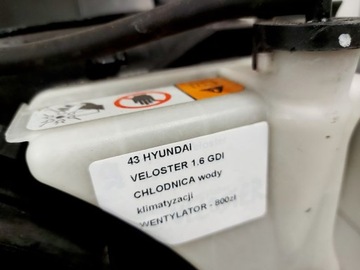 43 HYUNDAI
VELOSTER 1.6 GDI
CHLODNICA wody
klimatyzacji
WENTYLATOR - 800zł